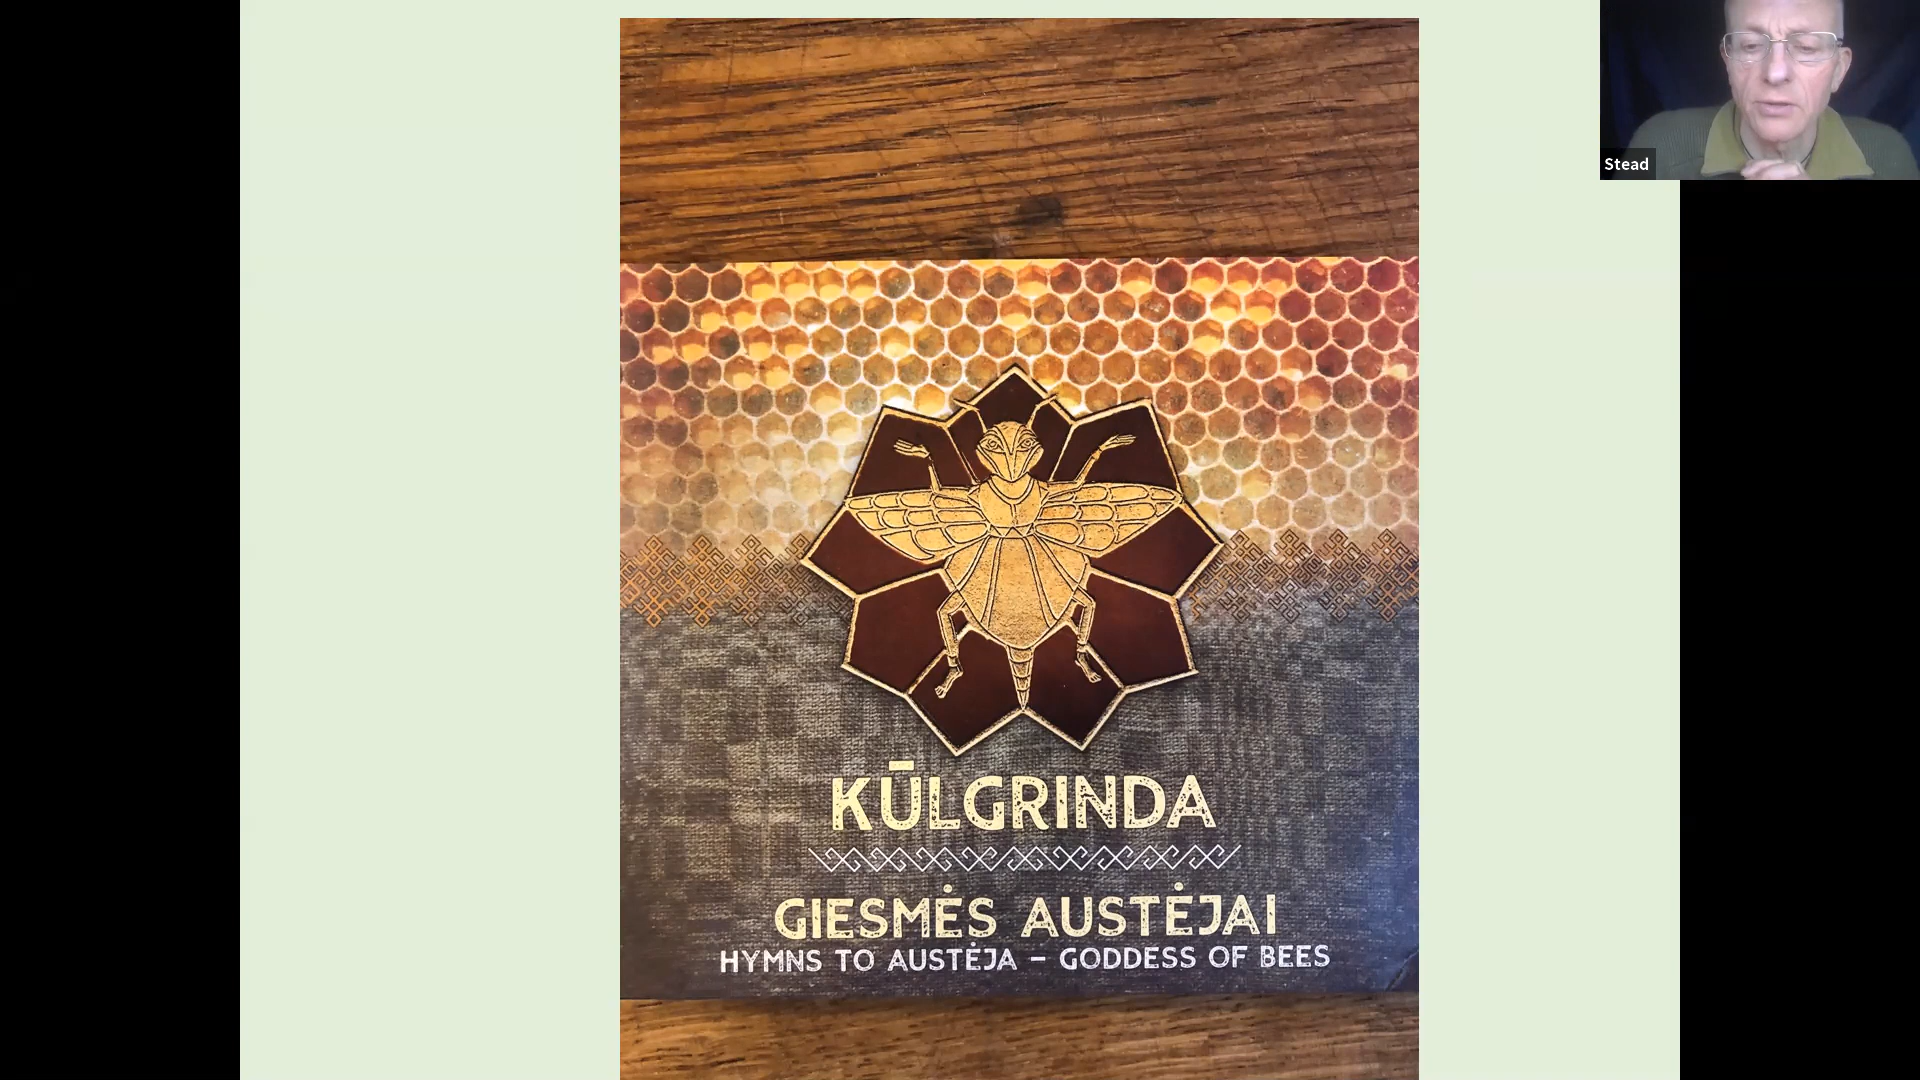 Stead
KŪLGRINDA
GIESMĖS AUSTĖJAI
HYMNS TO AUSTĖJA – GODDESS OF BEES